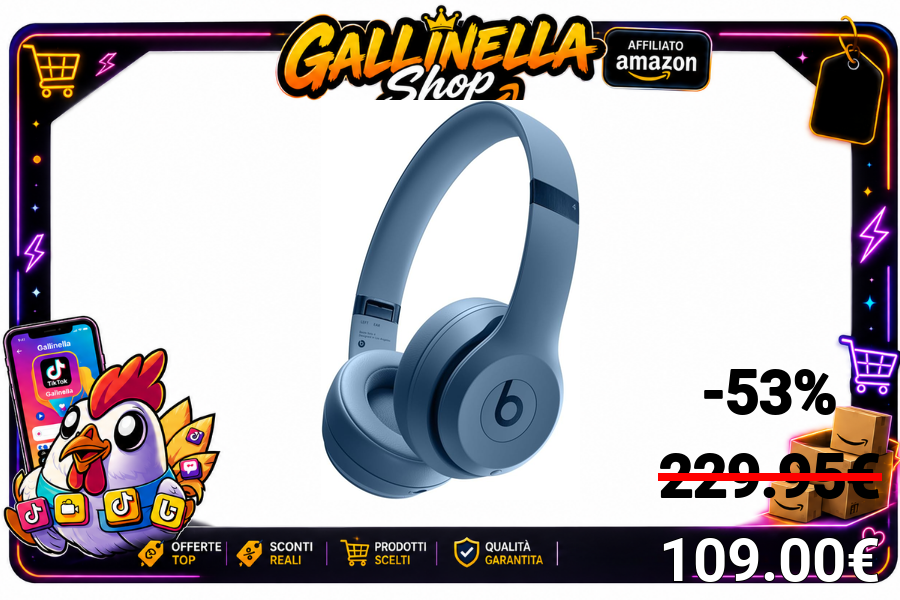 GALLINELLA
Shop
AFFILIATO
amazon
Gallinella
TikTok
Gallinella
b
-53%
229.95€
109.00€
OFFERTE
TOP
SCONTI
REALI
PRODOTTI
SCELTI
QUALITÀ
GARANTITA